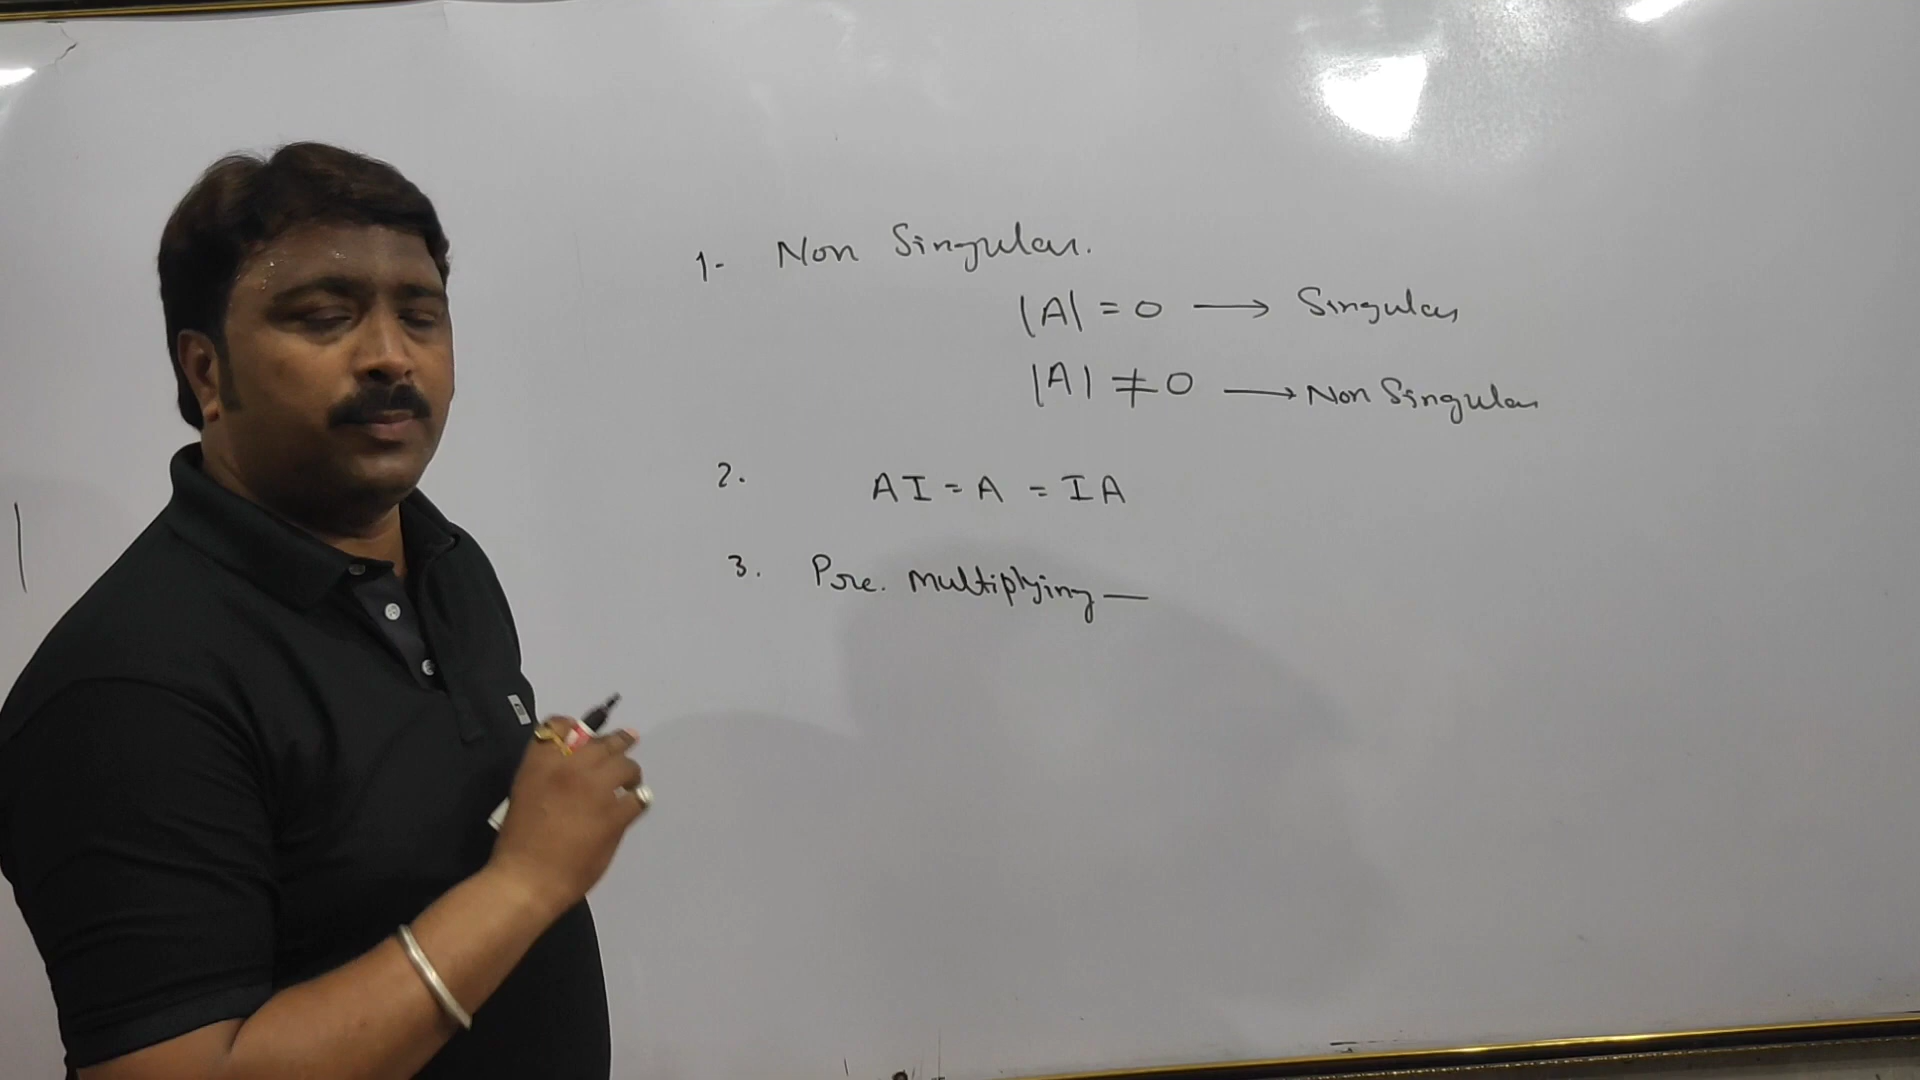 1- Non Singular.
|A| = 0 → Singular
|A| ≠ 0 → Non Singular
2. AI = A = IA
3. Pre. Multiplying —